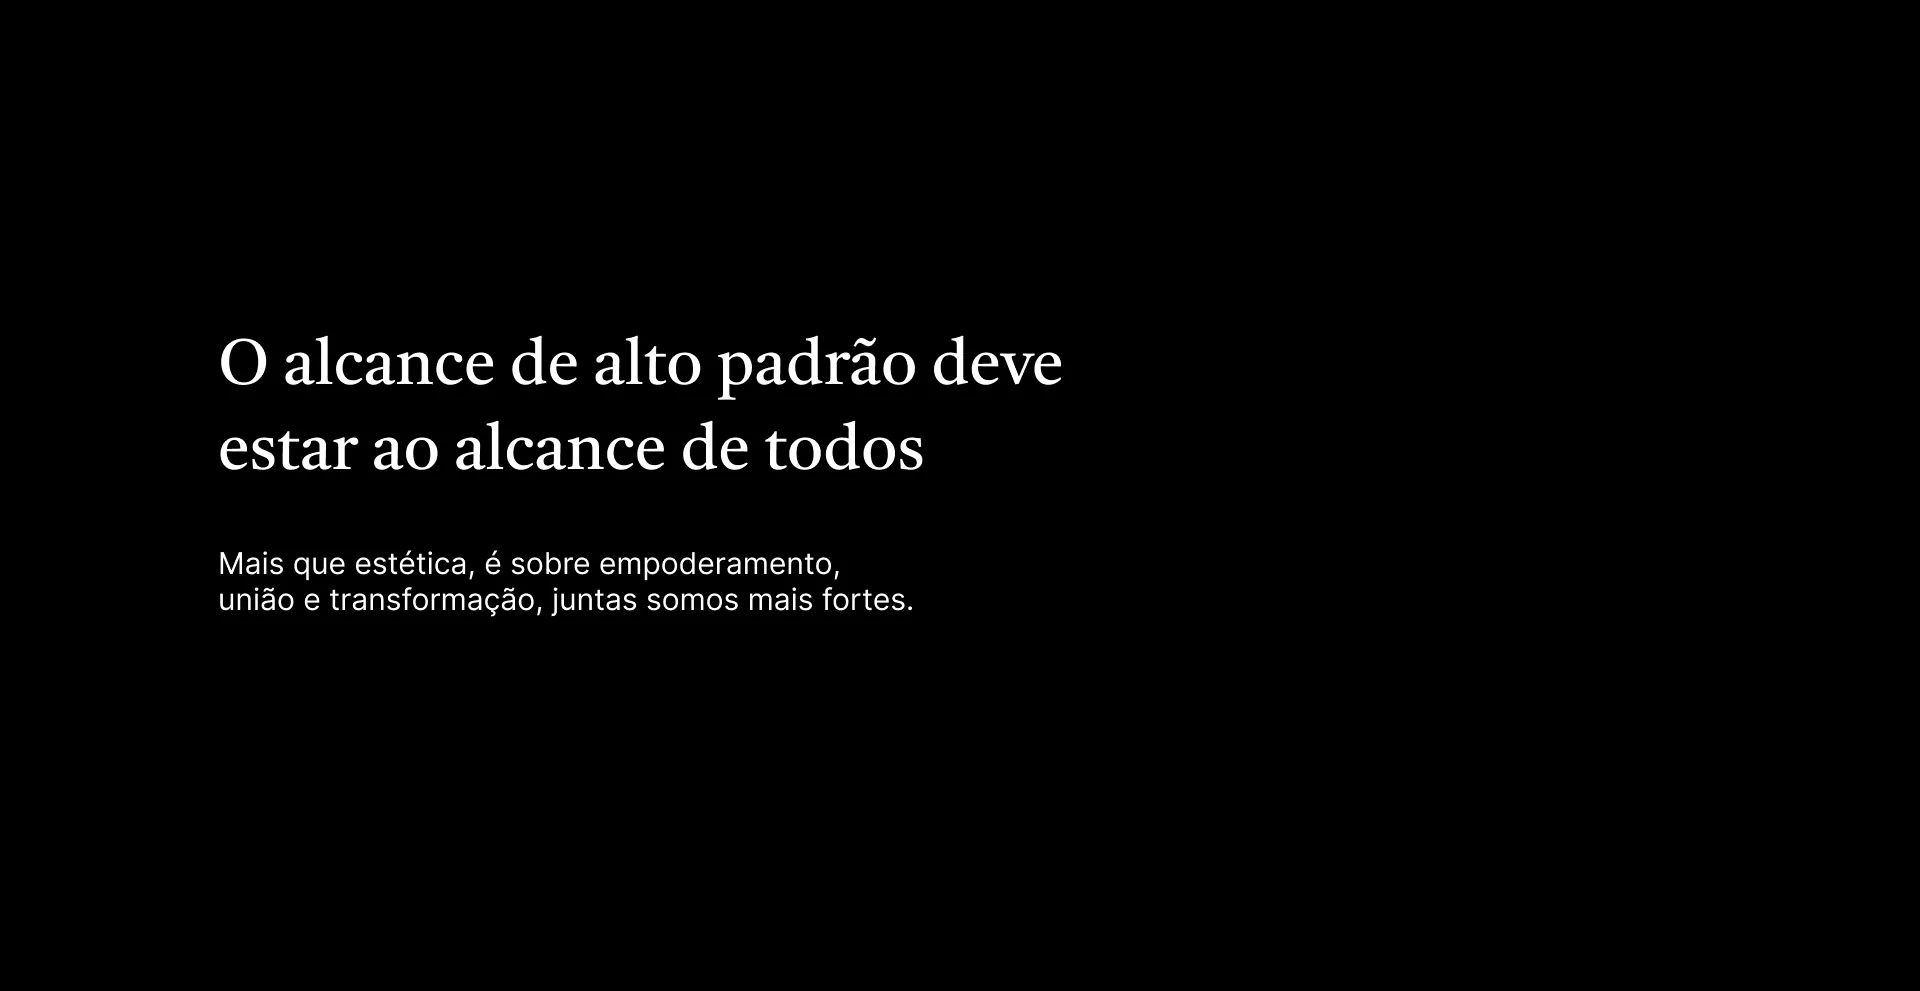 O alcance de alto padrão deve
estar ao alcance de todos
Mais que estética, é sobre empoderamento,
união e transformação, juntas somos mais fortes.